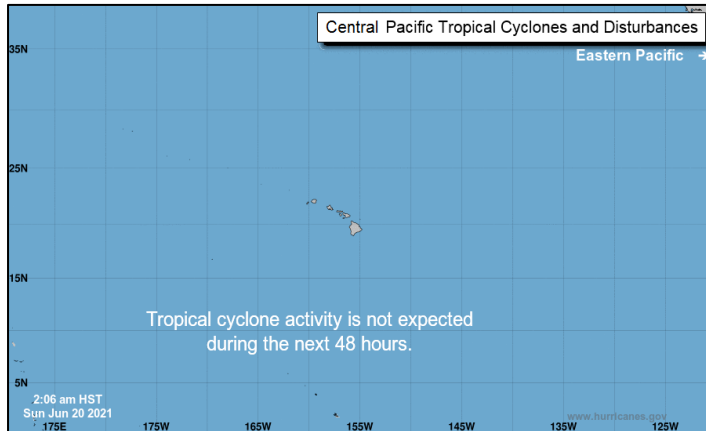 Central Pacific Tropical Cyclones and Disturbances
35N
Eastern Pacific →
25N
15N
Tropical cyclone activity is not expected
during the next 48 hours.
5N
2:06 am HST
Sun Jun 20 2021
www.hurricanes.gov
175E 175W 165W 155W 145W 135W 125W